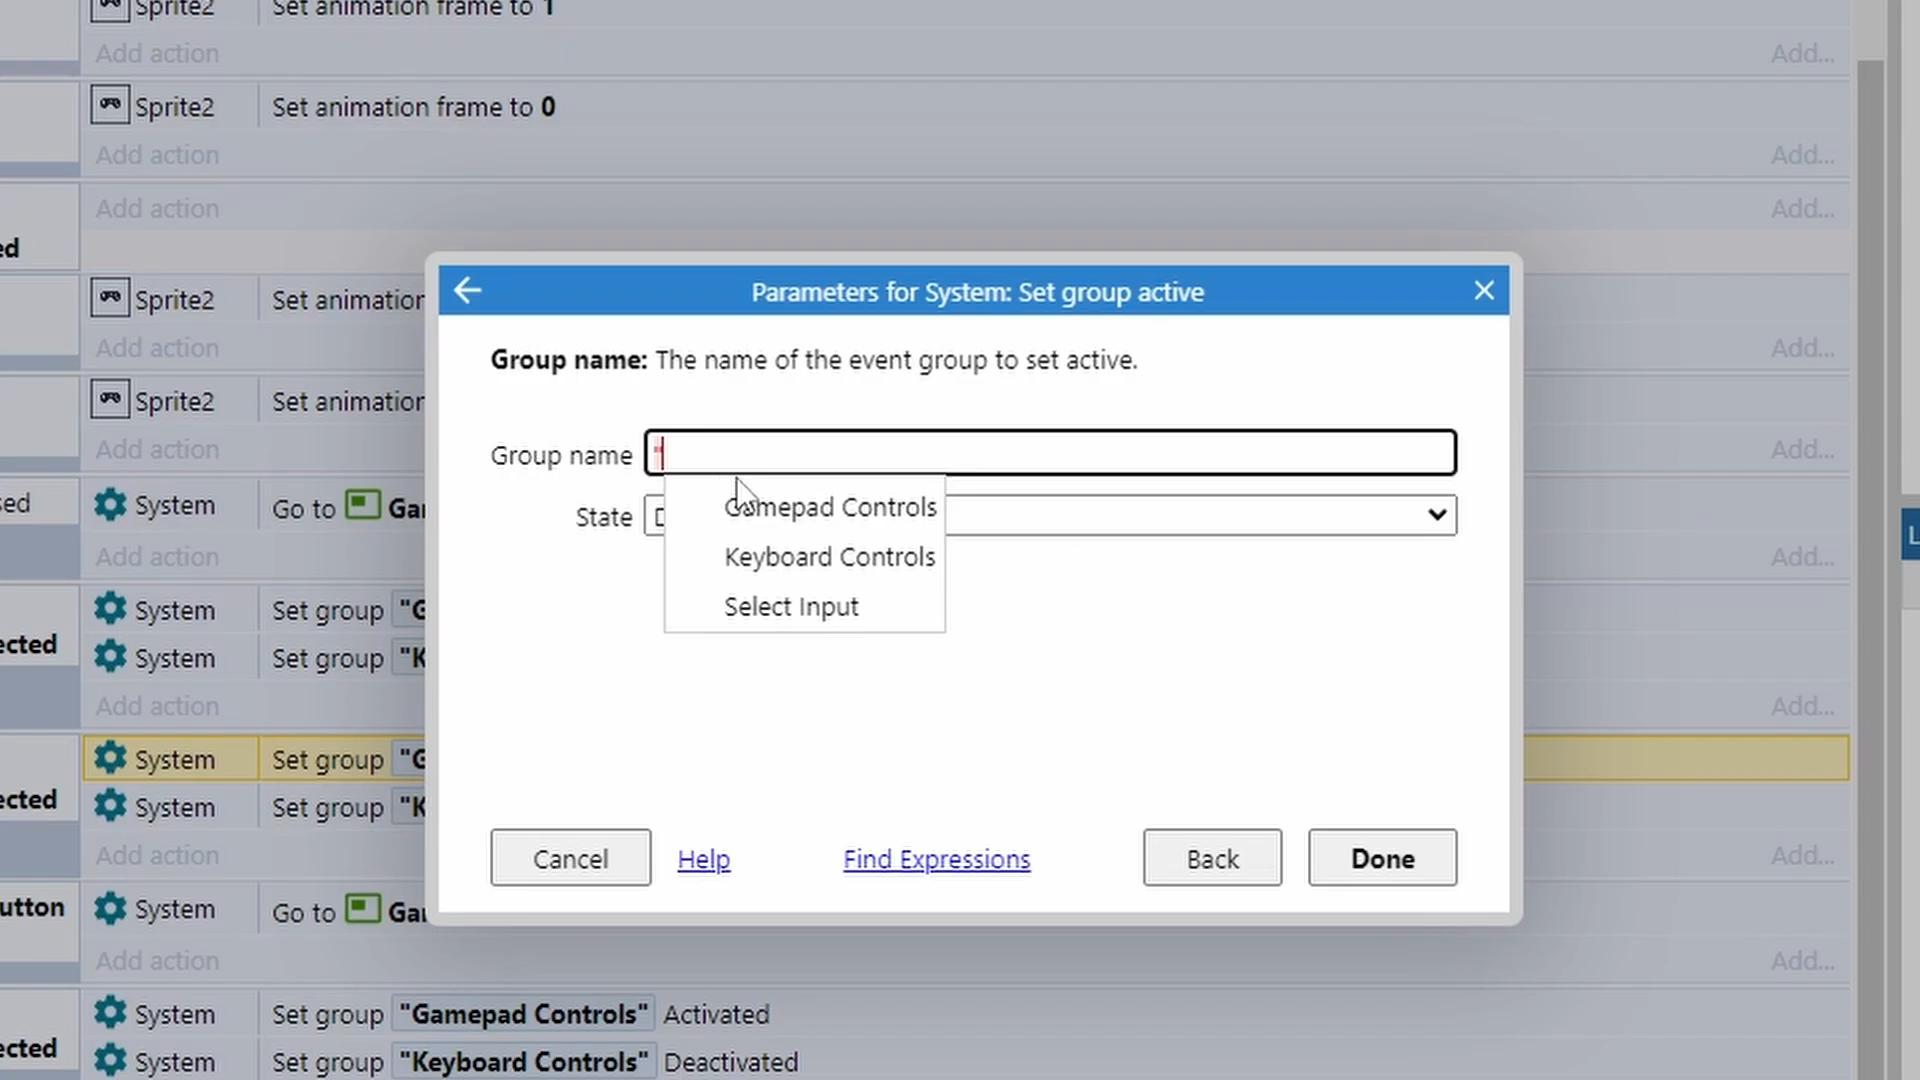 Sprite2 Set animation frame to 1
Add action Add...
Sprite2 Set animation frame to 0
Add action Add...
Add action Add...
ed
Sprite2 Set animation
Add action Add...
Sprite2 Set animation
Add action Add...
sed System Go to Gar
Add action Add...
System Set group "G
ected System Set group "K
Add action Add...
System Set group "G
ected System Set group "K
Add action Add...
utton System Go to Gar
Add action Add...
System Set group "Gamepad Controls" Activated
ected System Set group "Keyboard Controls" Deactivated
Parameters for System: Set group active
Group name: The name of the event group to set active.
Group name "
State
Gamepad Controls
Keyboard Controls
Select Input
Cancel Help Find Expressions Back Done
L